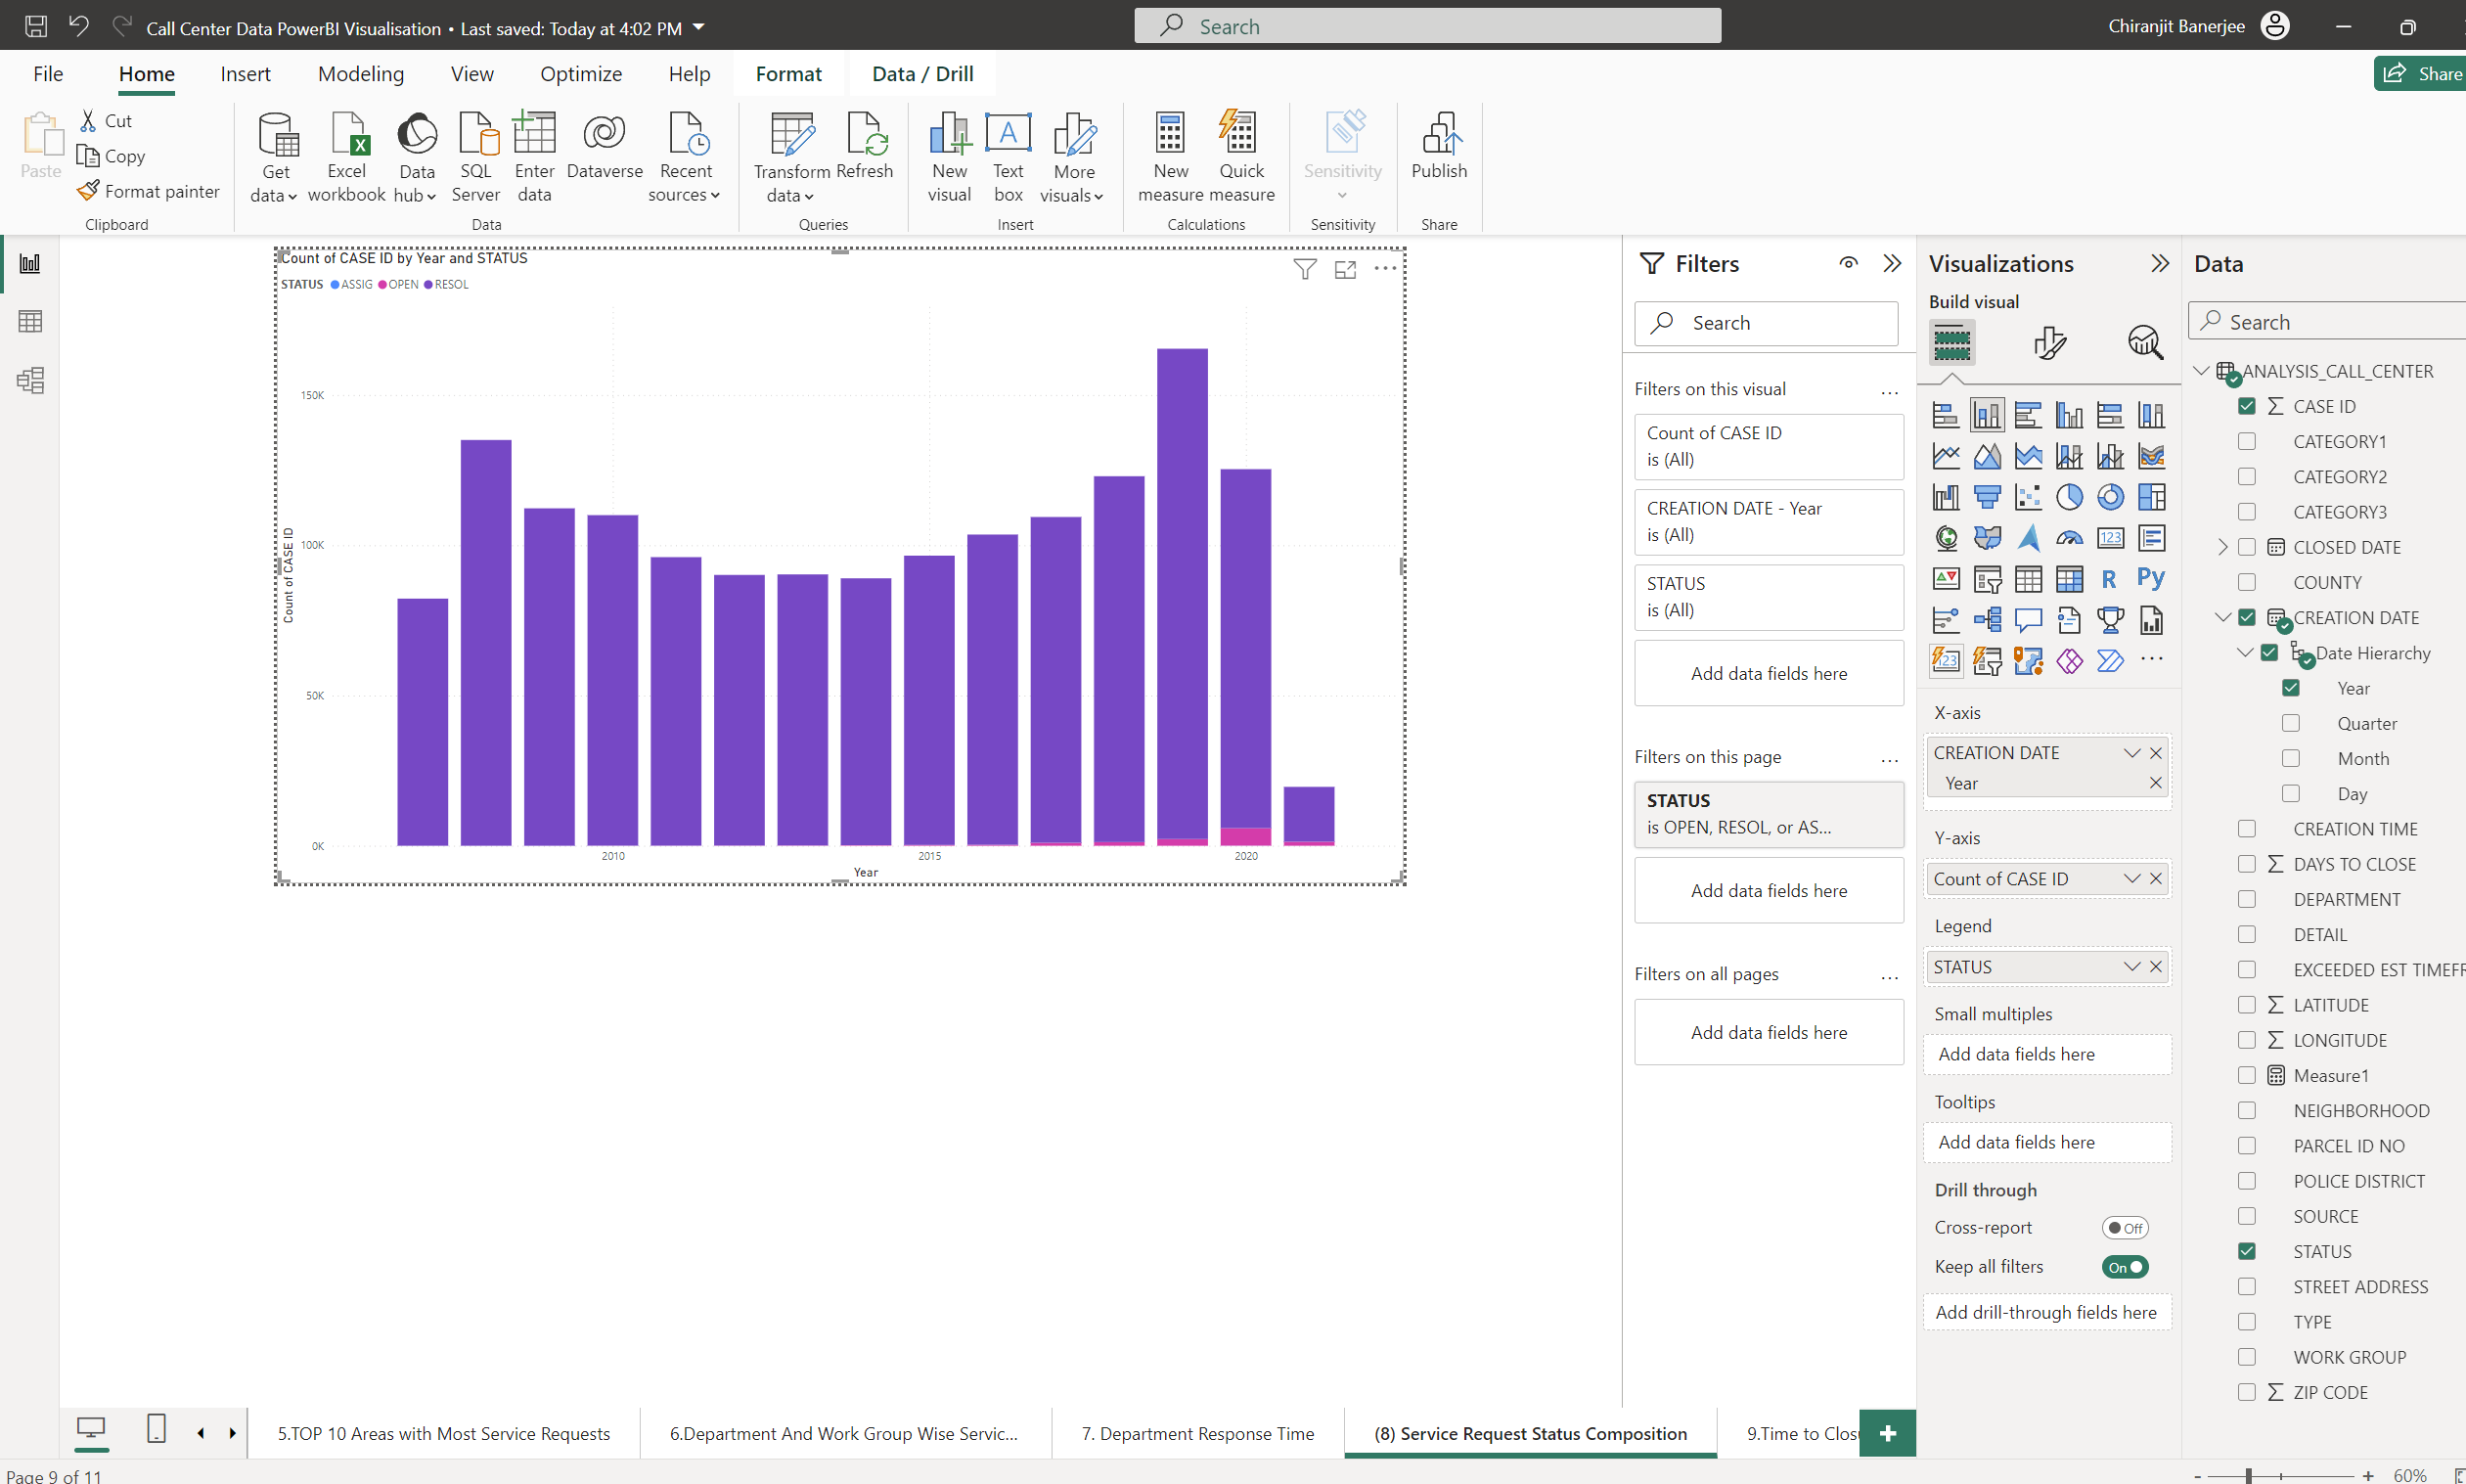 Call Center Data PowerBI Visualisation • Last saved: Today at 4:02 PM
Search
Chiranjit Banerjee
File Home Insert Modeling View Optimize Help Format Data / Drill
Share
Paste
Cut
Copy
Format painter
Clipboard
Get data
Excel workbook
Data hub
SQL Server
Enter data
Dataverse
Recent sources
Data
Transform data
Refresh
Queries
New visual
Text box
More visuals
Insert
New measure
Quick measure
Calculations
Sensitivity
Sensitivity
Publish
Share
Count of CASE ID by Year and STATUS
STATUS ASSIG OPEN RESOL
150K
100K
50K
0K
Count of CASE ID
2010 2015 2020
Year
Filters
Search
Filters on this visual
Count of CASE ID
is (All)
CREATION DATE - Year
is (All)
STATUS
is (All)
Add data fields here
Filters on this page
STATUS
is OPEN, RESOL, or AS...
Add data fields here
Filters on all pages
Add data fields here
Visualizations
Build visual
123
R
Py
123
X-axis
CREATION DATE
Year
Y-axis
Count of CASE ID
Legend
STATUS
Small multiples
Add data fields here
Tooltips
Add data fields here
Drill through
Cross-report Off
Keep all filters On
Add drill-through fields here
Data
Search
ANALYSIS_CALL_CENTER
CASE ID
CATEGORY1
CATEGORY2
CATEGORY3
CLOSED DATE
COUNTY
CREATION DATE
Date Hierarchy
Year
Quarter
Month
Day
CREATION TIME
DAYS TO CLOSE
DEPARTMENT
DETAIL
EXCEEDED EST TIMEFR
LATITUDE
LONGITUDE
Measure1
NEIGHBORHOOD
PARCEL ID NO
POLICE DISTRICT
SOURCE
STATUS
STREET ADDRESS
TYPE
WORK GROUP
ZIP CODE
5.TOP 10 Areas with Most Service Requests
6.Department And Work Group Wise Servic...
7. Department Response Time
(8) Service Request Status Composition
9.Time to Clos
Page 9 of 11
- + 60%